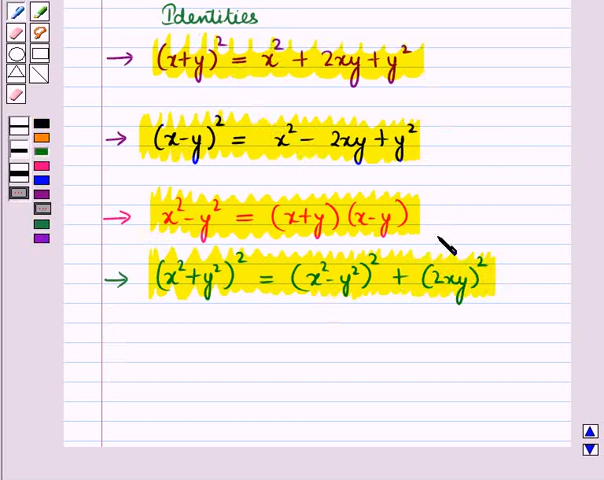 Identities
→ (x+y)² = x² + 2xy + y²
→ (x-y)² = x² - 2xy + y²
→ x² - y² = (x+y) (x-y)
→ (x²+y²)² = (x²-y²)² + (2xy)²